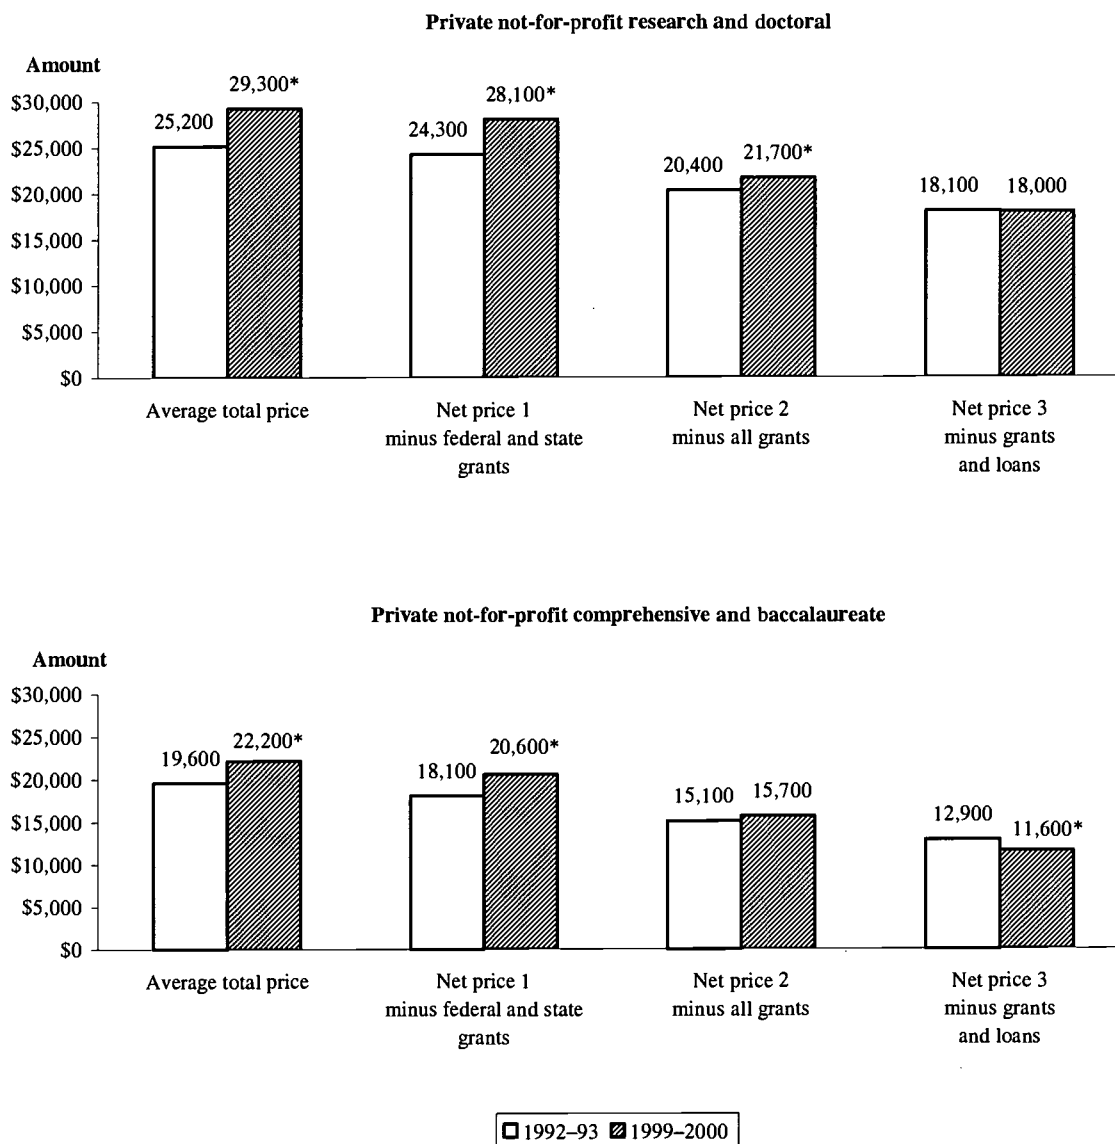 Private not-for-profit research and doctoral
Amount
$30,000
$25,000
$20,000
$15,000
$10,000
$5,000
$0
25,200
29,300*
24,300
28,100*
20,400
21,700*
18,100
18,000
Average total price
Net price 1
minus federal and state
grants
Net price 2
minus all grants
Net price 3
minus grants
and loans
Private not-for-profit comprehensive and baccalaureate
Amount
$30,000
$25,000
$20,000
$15,000
$10,000
$5,000
$0
19,600
22,200*
18,100
20,600*
15,100
15,700
12,900
11,600*
Average total price
Net price 1
minus federal and state
grants
Net price 2
minus all grants
Net price 3
minus grants
and loans
1992–93 1999–2000